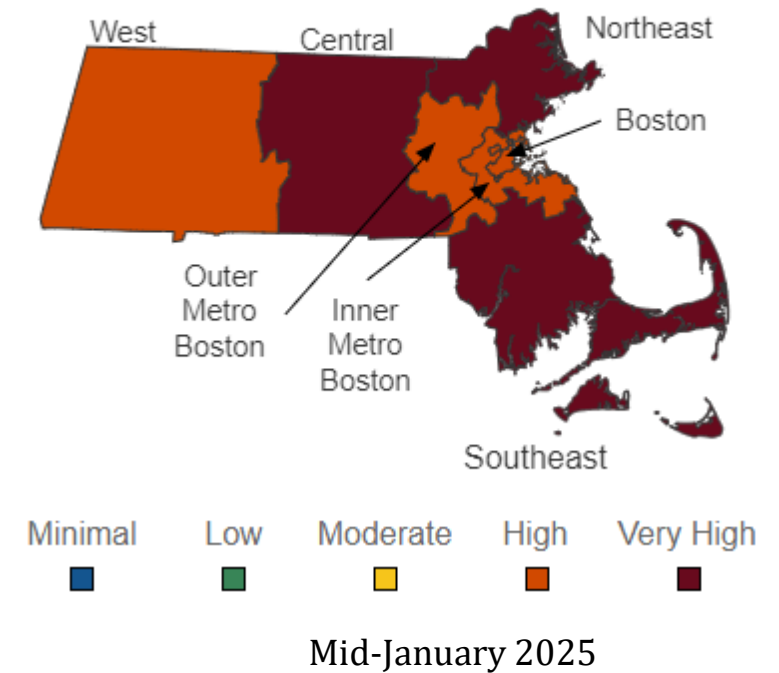 West
Central
Northeast
Boston
Outer
Metro
Boston
Inner
Metro
Boston
Southeast
Minimal Low Moderate High Very High
Mid-January 2025